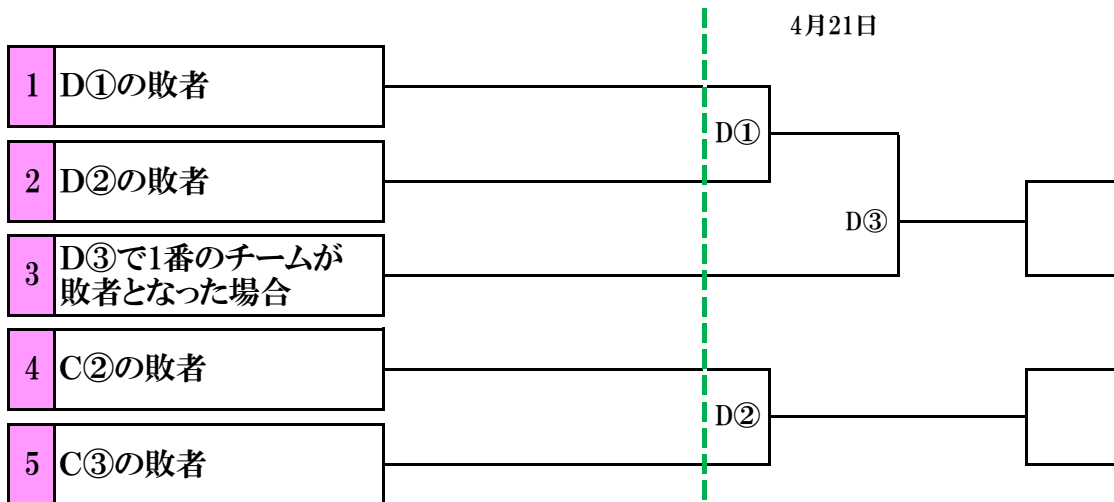 4月21日
1 D①の敗者
D①
2 D②の敗者
D③
3 D③で1番のチームが
敗者となった場合
4 C②の敗者
D②
5 C③の敗者